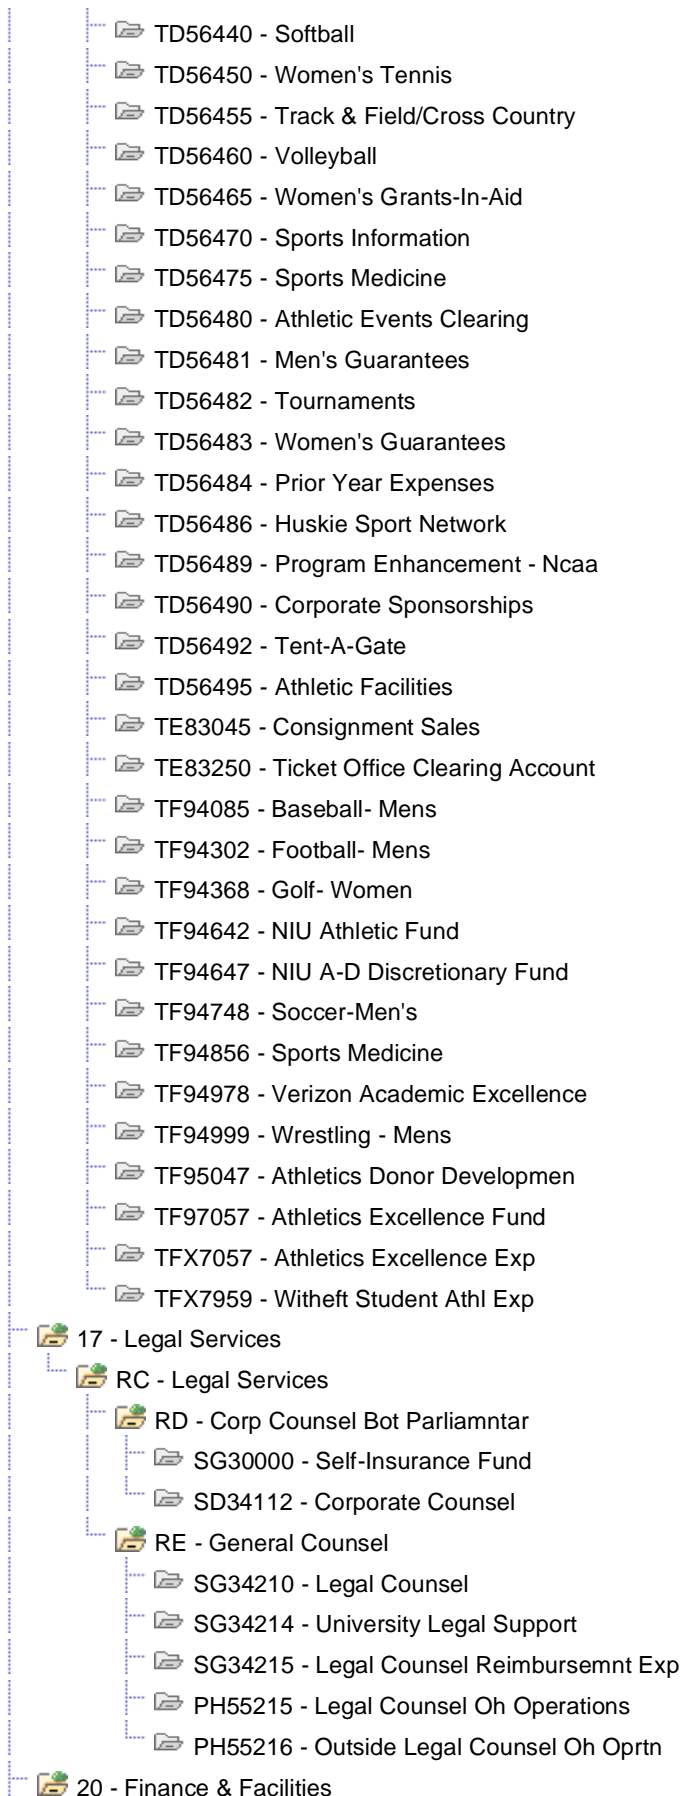 TD56440 - Softball
TD56450 - Women's Tennis
TD56455 - Track & Field/Cross Country
TD56460 - Volleyball
TD56465 - Women's Grants-In-Aid
TD56470 - Sports Information
TD56475 - Sports Medicine
TD56480 - Athletic Events Clearing
TD56481 - Men's Guarantees
TD56482 - Tournaments
TD56483 - Women's Guarantees
TD56484 - Prior Year Expenses
TD56486 - Huskie Sport Network
TD56489 - Program Enhancement - Ncaa
TD56490 - Corporate Sponsorships
TD56492 - Tent-A-Gate
TD56495 - Athletic Facilities
TE83045 - Consignment Sales
TE83250 - Ticket Office Clearing Account
TF94085 - Baseball- Mens
TF94302 - Football- Mens
TF94368 - Golf- Women
TF94642 - NIU Athletic Fund
TF94647 - NIU A-D Discretionary Fund
TF94748 - Soccer-Men's
TF94856 - Sports Medicine
TF94978 - Verizon Academic Excellence
TF94999 - Wrestling - Mens
TF95047 - Athletics Donor Developmen
TF97057 - Athletics Excellence Fund
TFX7057 - Athletics Excellence Exp
TFX7959 - Witheft Student Athl Exp
17 - Legal Services
RC - Legal Services
RD - Corp Counsel Bot Parliamntar
SG30000 - Self-Insurance Fund
SD34112 - Corporate Counsel
RE - General Counsel
SG34210 - Legal Counsel
SG34214 - University Legal Support
SG34215 - Legal Counsel Reimbursemnt Exp
PH55215 - Legal Counsel Oh Operations
PH55216 - Outside Legal Counsel Oh Oprtn
20 - Finance & Facilities